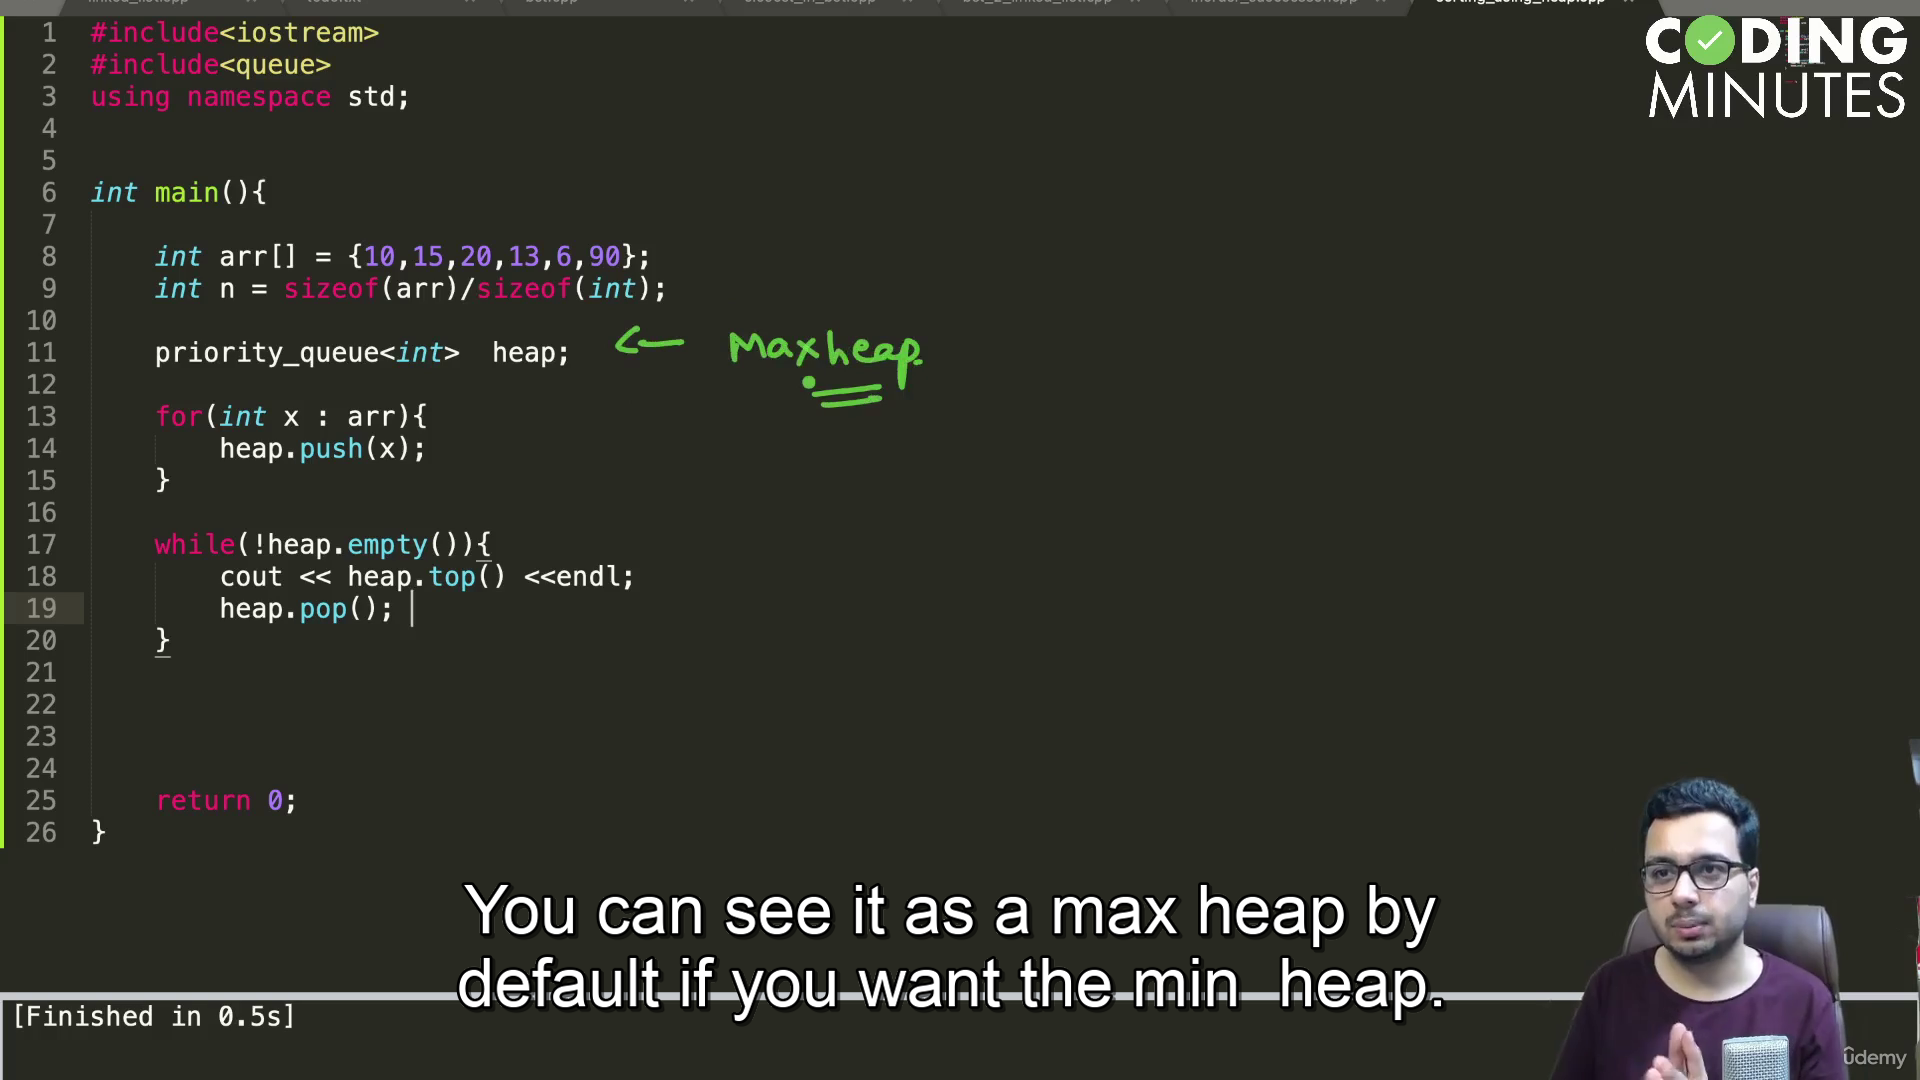 CODING
MINUTES
1 #include<iostream>
2 #include<queue>
3 using namespace std;
4
5
6 int main(){
7
8 int arr[] = {10,15,20,13,6,90};
9 int n = sizeof(arr)/sizeof(int);
10
11 priority_queue<int> heap; ← Maxheap.
12
13 for(int x : arr){
14 heap.push(x);
15 }
16
17 while(!heap.empty()){
18 cout << heap.top() <<endl;
19 heap.pop();
20 }
21
22
23
24
25 return 0;
26 }
You can see it as a max heap by
default if you want the min heap.
[Finished in 0.5s]
ûdemy